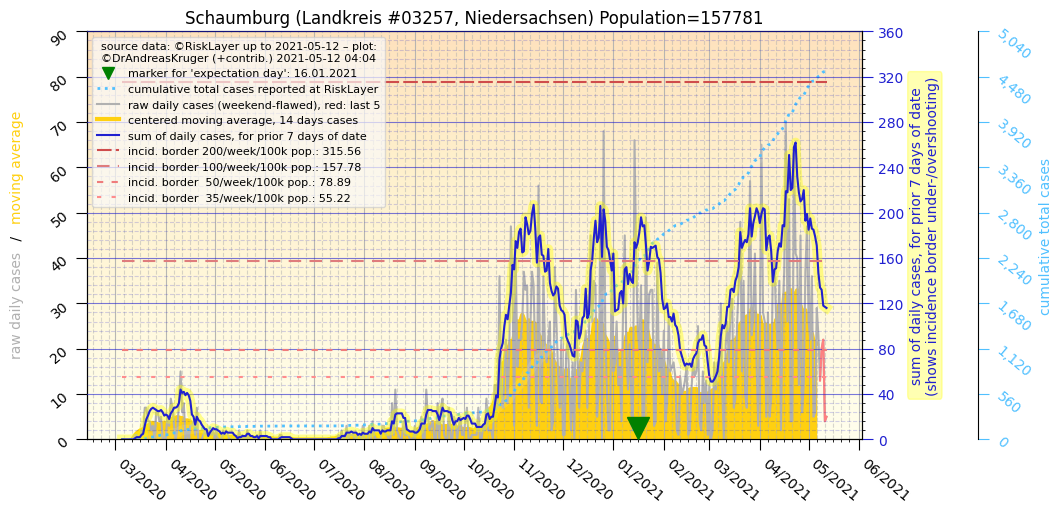 Schaumburg (Landkreis #03257, Niedersachsen) Population=157781
source data: ©RiskLayer up to 2021-05-12 – plot:
©DrAndreasKruger (+contrib.) 2021-05-12 04:04
marker for 'expectation day': 16.01.2021
cumulative total cases reported at RiskLayer
raw daily cases (weekend-flawed), red: last 5
centered moving average, 14 days cases
sum of daily cases, for prior 7 days of date
incid. border 200/week/100k pop.: 315.56
incid. border 100/week/100k pop.: 157.78
incid. border  50/week/100k pop.: 78.89
incid. border  35/week/100k pop.: 55.22
raw daily cases / moving average
90
80
70
60
50
40
30
20
10
0
03/2020
04/2020
05/2020
06/2020
07/2020
08/2020
09/2020
10/2020
11/2020
12/2020
01/2021
02/2021
03/2021
04/2021
05/2021
06/2021
360
320
280
240
200
160
120
80
40
0
sum of daily cases, for prior 7 days of date
(shows incidence border under-/overshooting)
5,040
4,480
3,920
3,360
2,800
2,240
1,680
1,120
560
0
cumulative total cases